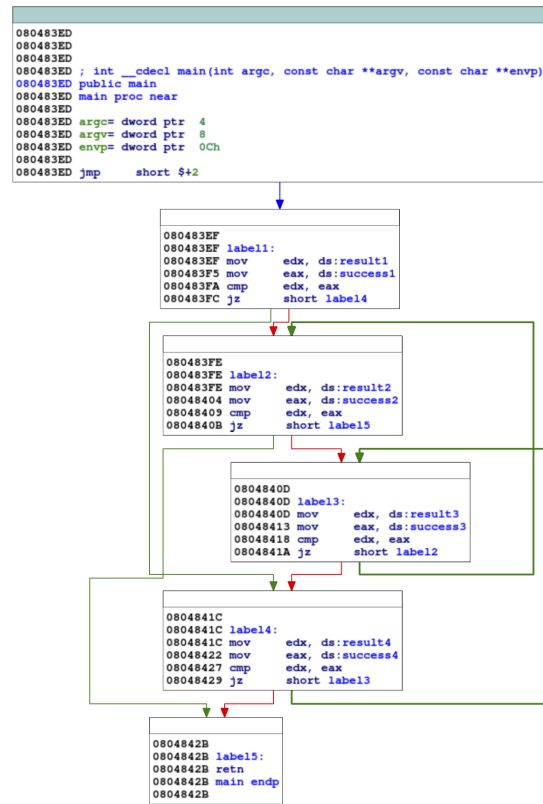 080483ED
080483ED
080483ED
080483ED ; int __cdecl main(int argc, const char **argv, const char **envp)
080483ED public main
080483ED main proc near
080483ED
080483ED argc= dword ptr  4
080483ED argv= dword ptr  8
080483ED envp= dword ptr  0Ch
080483ED
080483ED jmp     short $+2
080483EF
080483EF label1:
080483EF mov     edx, ds:result1
080483F5 mov     eax, ds:success1
080483FA cmp     edx, eax
080483FC jz      short label4
080483FE
080483FE label2:
080483FE mov     edx, ds:result2
08048404 mov     eax, ds:success2
08048409 cmp     edx, eax
0804840B jz      short label5
0804840D
0804840D label3:
0804840D mov     edx, ds:result3
08048413 mov     eax, ds:success3
08048418 cmp     edx, eax
0804841A jz      short label2
0804841C
0804841C label4:
0804841C mov     edx, ds:result4
08048422 mov     eax, ds:success4
08048427 cmp     edx, eax
08048429 jz      short label3
0804842B
0804842B label5:
0804842B retn
0804842B main endp
0804842B